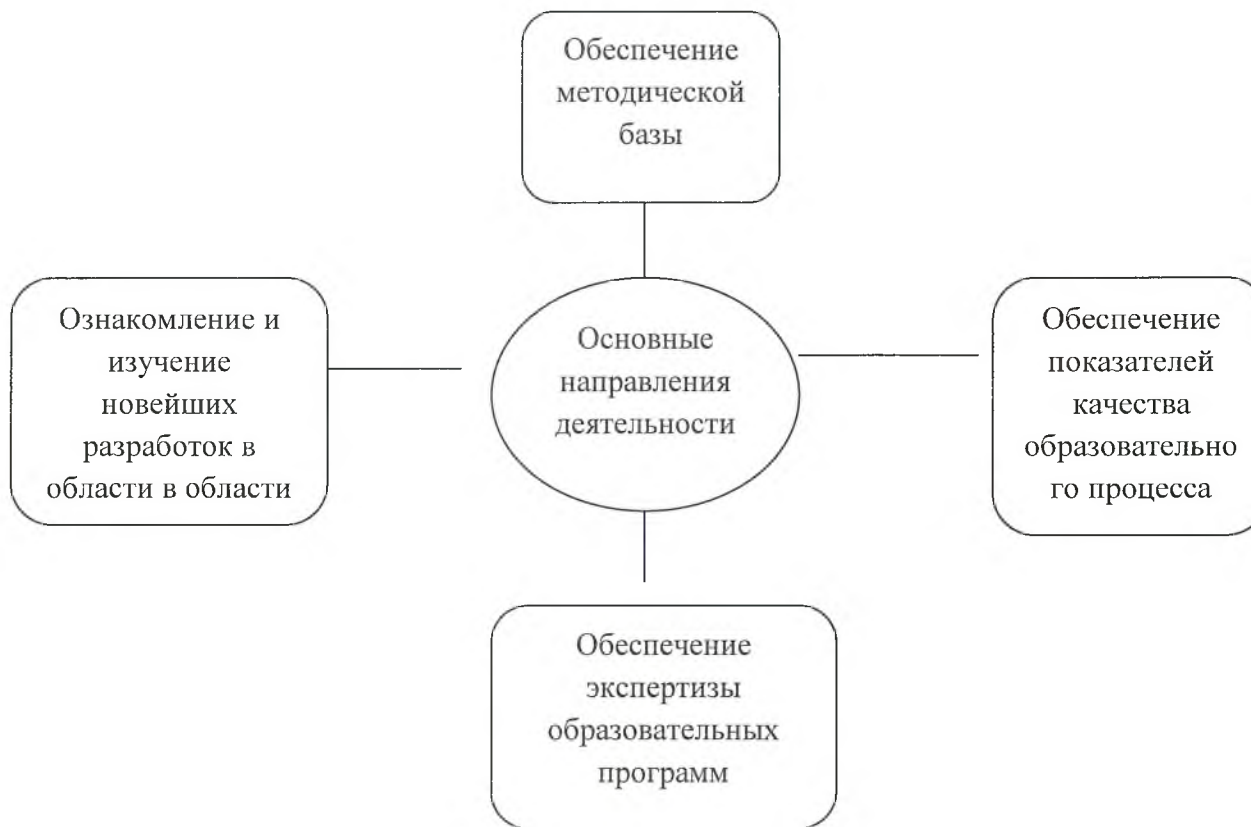 Обеспечение
методической
базы
Ознакомление и
изучение
новейших
разработок в
области в области
Основные
направления
деятельности
Обеспечение
показателей
качества
образовательно
го процесса
Обеспечение
экспертизы
образовательных
программ